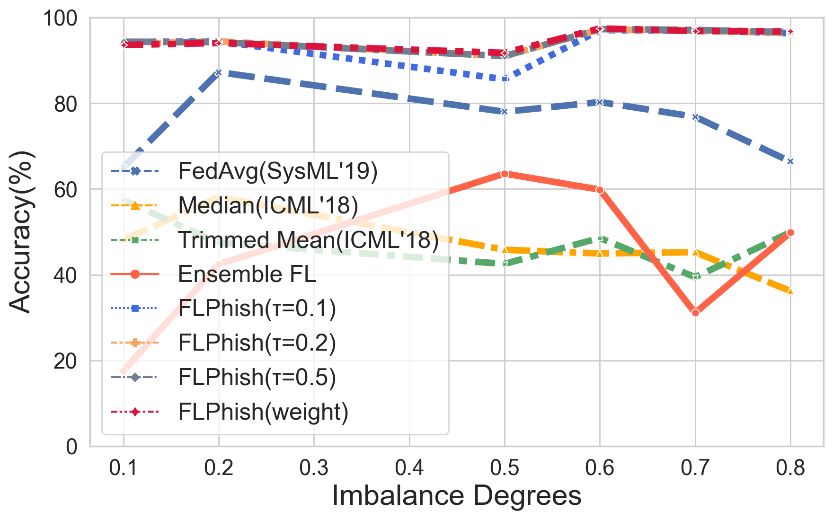 100
80
60
40
20
0
Accuracy(%)
FedAvg(SysML'19)
Median(ICML'18)
Trimmed Mean(ICML'18)
Ensemble FL
FLPhish(τ=0.1)
FLPhish(τ=0.2)
FLPhish(τ=0.5)
FLPhish(weight)
0.1 0.2 0.3 0.4 0.5 0.6 0.7 0.8
Imbalance Degrees